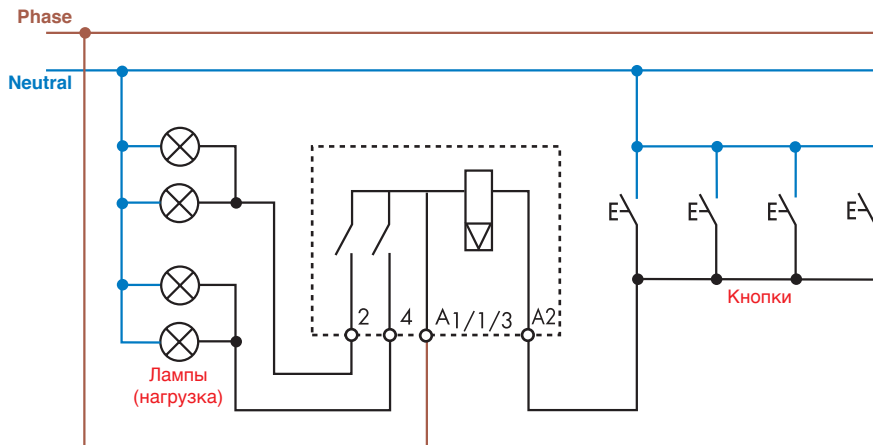 Phase
Neutral
2
4
A1/1/3
A2
E
E
E
E
Кнопки
Лампы
(нагрузка)